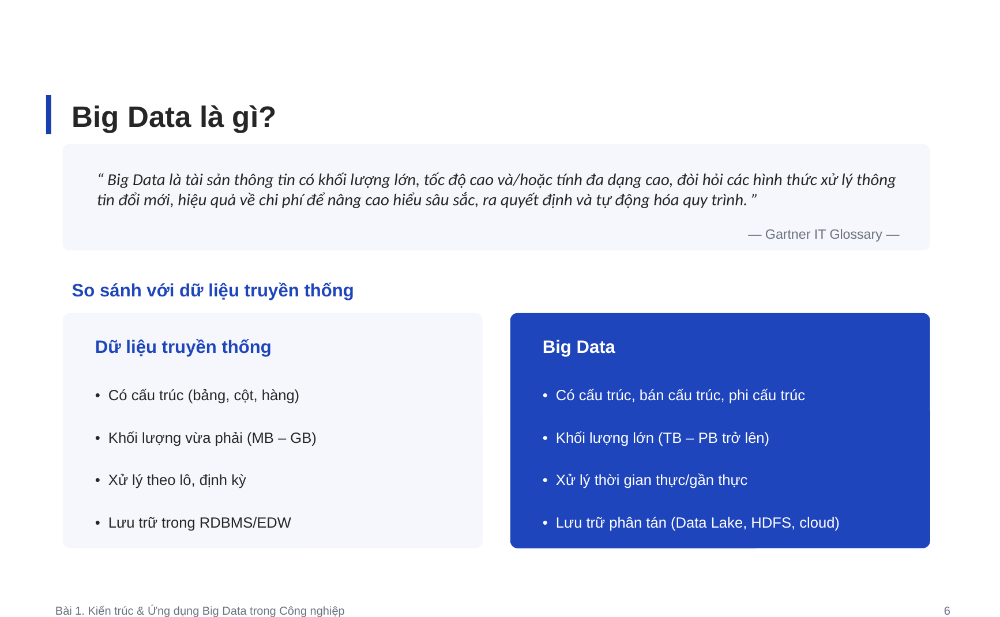 Big Data là gì?
“ Big Data là tài sản thông tin có khối lượng lớn, tốc độ cao và/hoặc tính đa dạng cao, đòi hỏi các hình thức xử lý thông
tin đổi mới, hiệu quả về chi phí để nâng cao hiểu sâu sắc, ra quyết định và tự động hóa quy trình. ”
— Gartner IT Glossary —
So sánh với dữ liệu truyền thống
Dữ liệu truyền thống
• Có cấu trúc (bảng, cột, hàng)
• Khối lượng vừa phải (MB – GB)
• Xử lý theo lô, định kỳ
• Lưu trữ trong RDBMS/EDW
Big Data
• Có cấu trúc, bán cấu trúc, phi cấu trúc
• Khối lượng lớn (TB – PB trở lên)
• Xử lý thời gian thực/gần thực
• Lưu trữ phân tán (Data Lake, HDFS, cloud)
Bài 1. Kiến trúc & Ứng dụng Big Data trong Công nghiệp
6